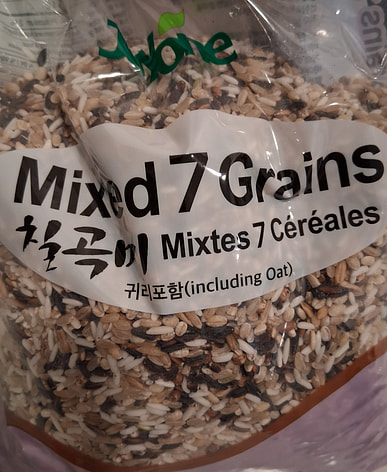 Mixed 7 Grains
칠곡미 Mixtes 7 Céréales
귀리포함(including Oat)